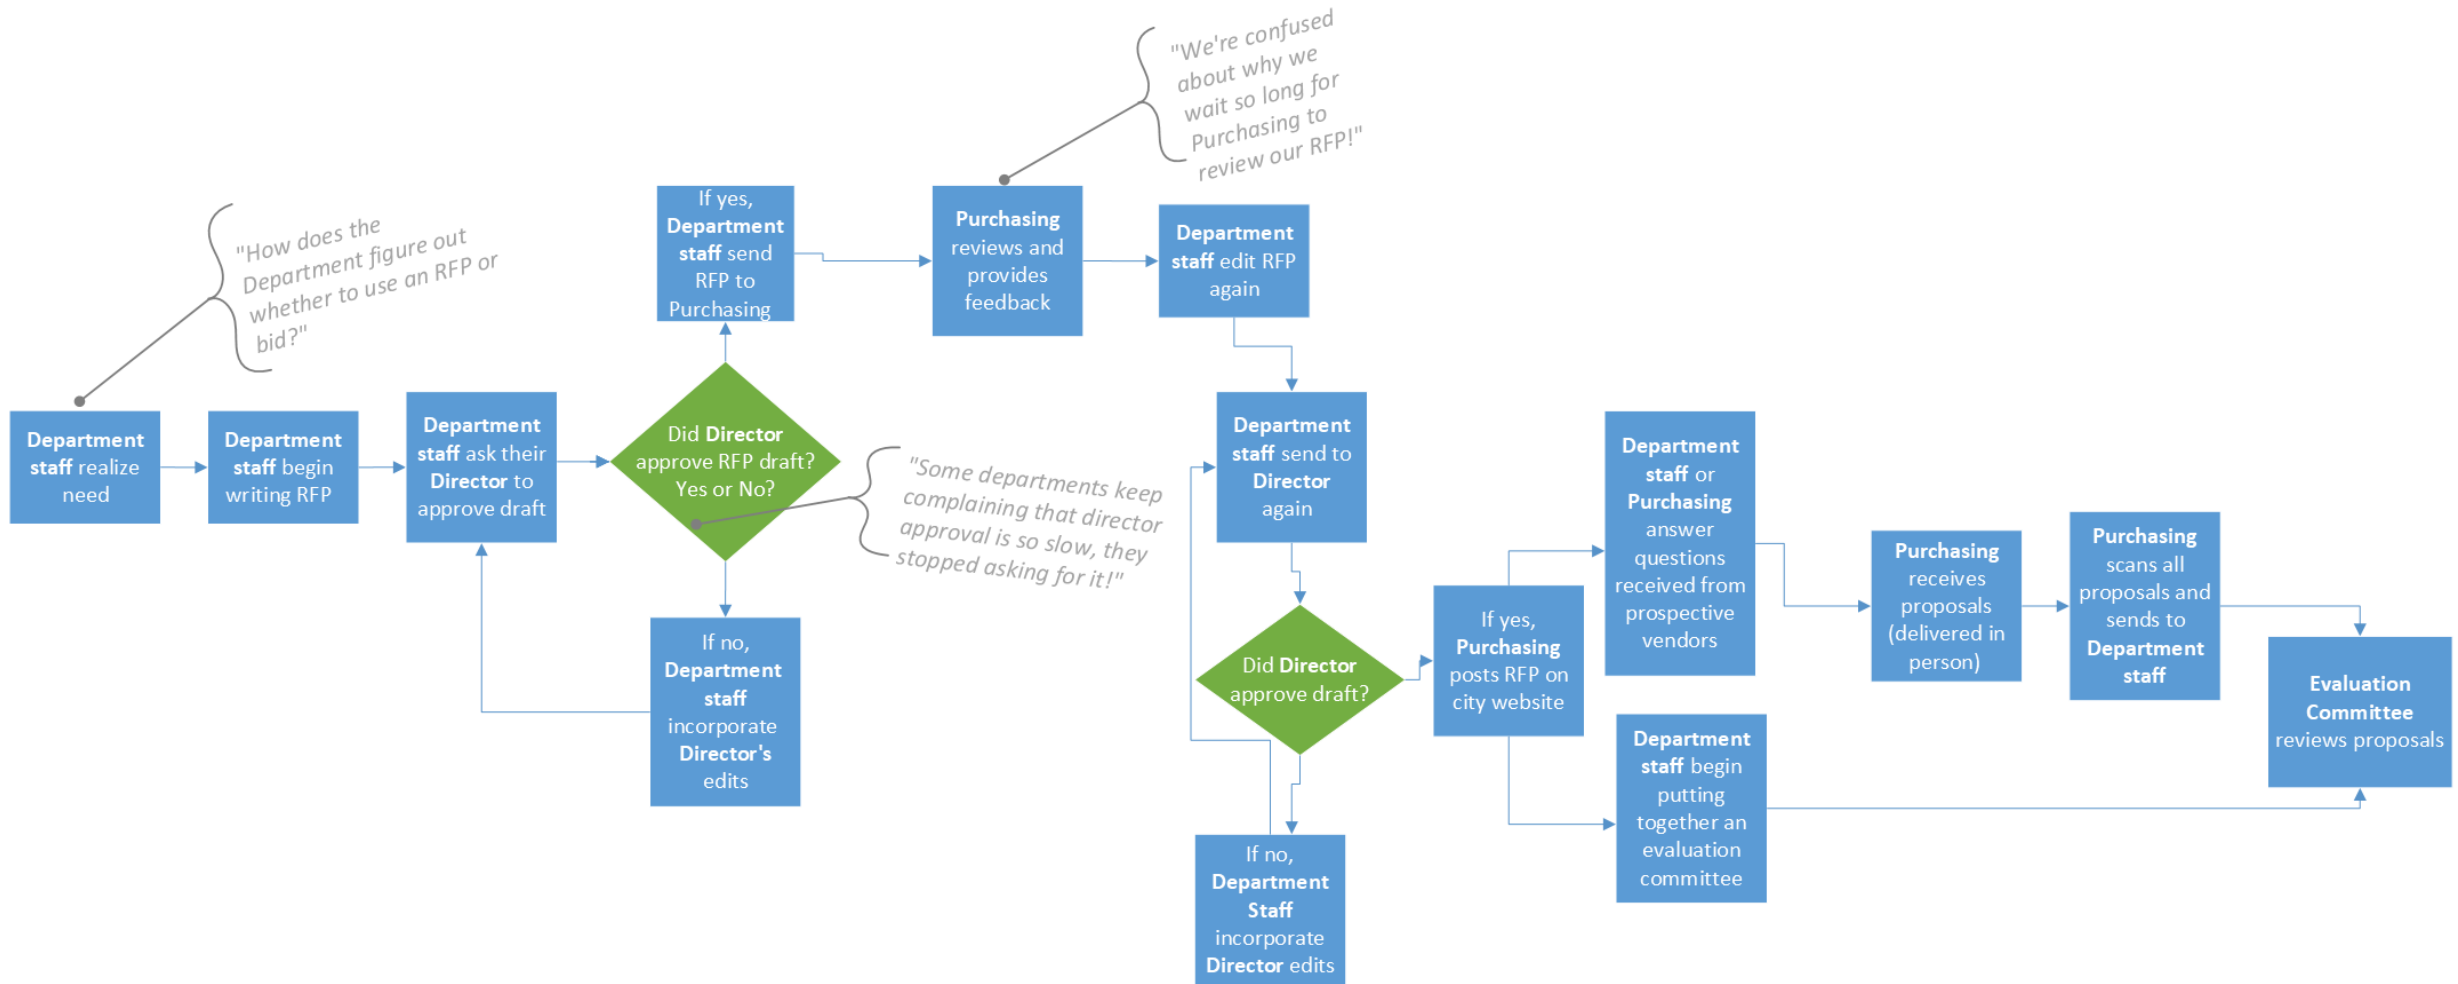 "We're confused
about why we
wait so long for
Purchasing to
review our RFP!"
"How does the
Department figure out
whether to use an RFP or
bid?"
If yes,
Department
staff send
RFP to
Purchasing
Purchasing
reviews and
provides
feedback
Department
staff edit RFP
again
Department
staff realize
need
Department
staff begin
writing RFP
Department
staff ask their
Director to
approve draft
Did Director
approve RFP draft?
Yes or No?
"Some departments keep
complaining that director
approval is so slow, they
stopped asking for it!"
If no,
Department
staff
incorporate
Director's
edits
Department
staff send to
Director
again
Did Director
approve draft?
If no,
Department
Staff
incorporate
Director edits
If yes,
Purchasing
posts RFP on
city website
Department
staff or
Purchasing
answer
questions
received from
prospective
vendors
Department
staff begin
putting
together an
evaluation
committee
Purchasing
receives
proposals
(delivered in
person)
Purchasing
scans all
proposals and
sends to
Department
staff
Evaluation
Committee
reviews proposals